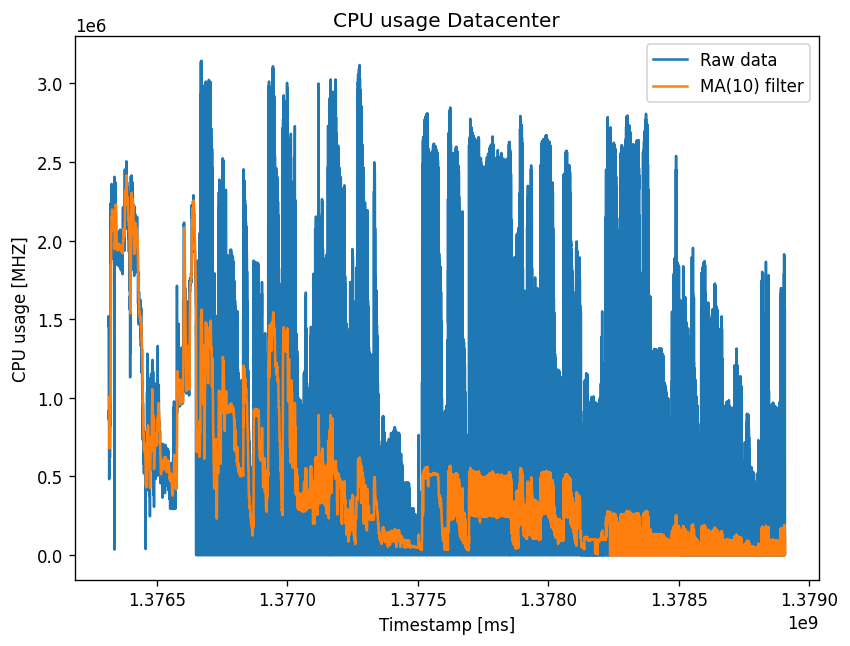 CPU usage Datacenter
1e6
Raw data
MA(10) filter
3.0
2.5
2.0
1.5
1.0
0.5
0.0
CPU usage [MHZ]
1.3765 1.3770 1.3775 1.3780 1.3785 1.3790
1e9
Timestamp [ms]